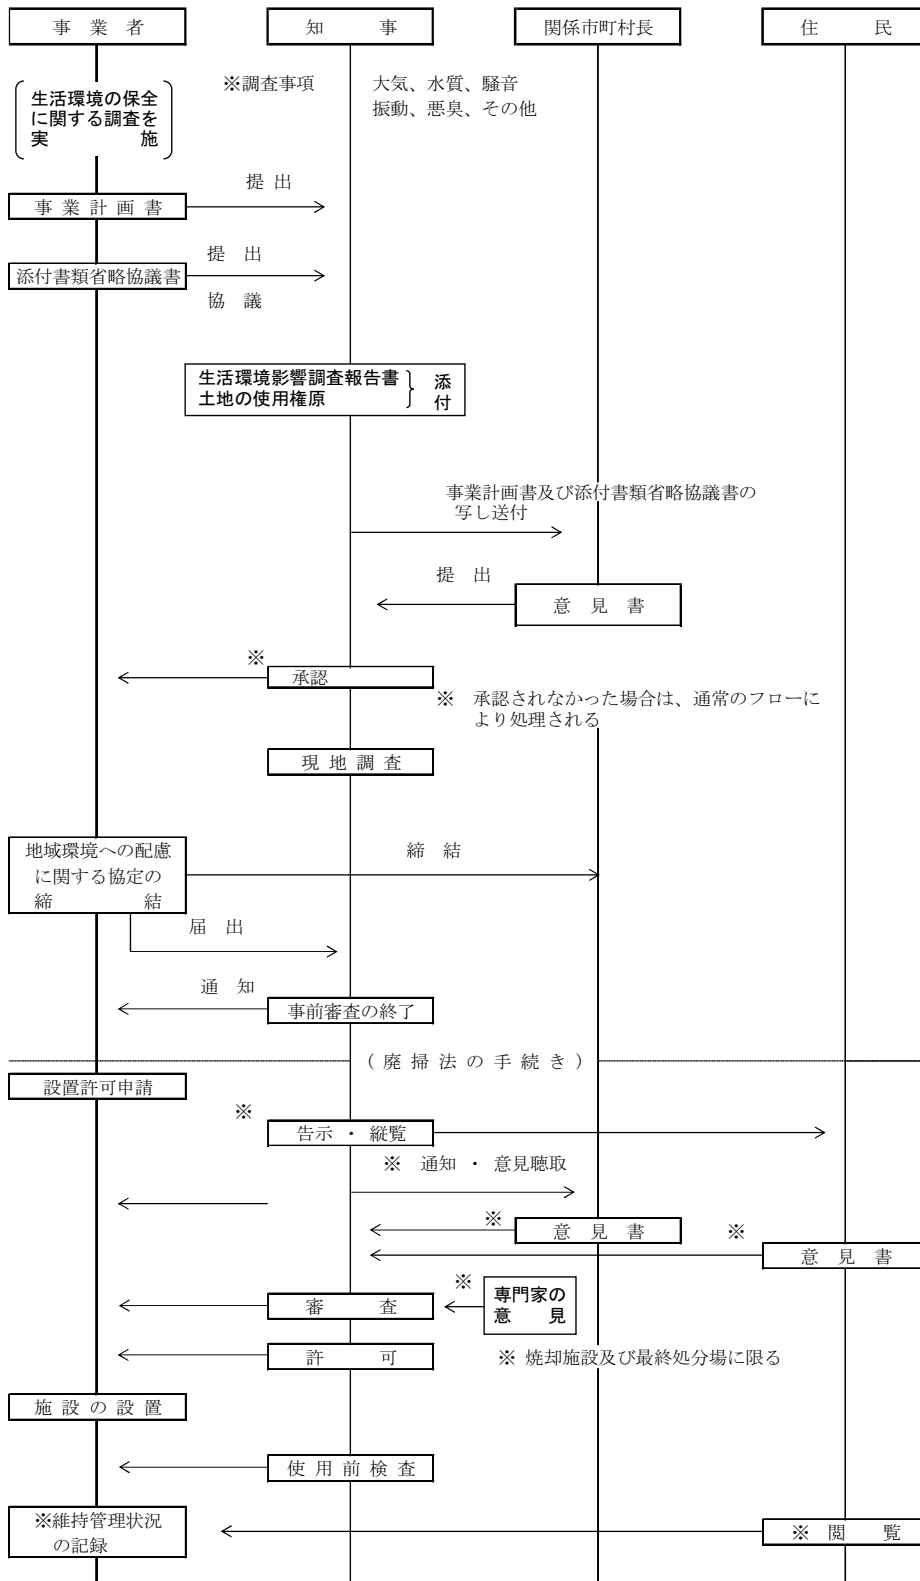 事 業 者
知 事
関係市町村長
住 民
※調査事項 大気、水質、騒音
振動、悪臭、その他
生活環境の保全
に関する調査を
実 施
提 出
事 業 計 画 書
提 出
添付書類省略協議書
協 議
生活環境影響調査報告書
土地の使用権原
添
付
事業計画書及び添付書類省略協議書の
写し送付
提 出
意 見 書
※
承認
※ 承認されなかった場合は、通常のフローに
より処理される
現 地 調 査
地域環境への配慮
に関する協定の
締 結
締 結
届 出
通 知
事前審査の終了
( 廃 掃 法 の 手 続 き )
設置許可申請
※
告示 ・ 縦覧
※ 通知 ・ 意見聴取
※
意 見 書
※
意 見 書
※
専門家の
意 見
審 査
許 可
※ 焼却施設及び最終処分場に限る
施 設 の 設 置
使 用 前 検 査
※維持管理状況
の記録
※ 閲 覧